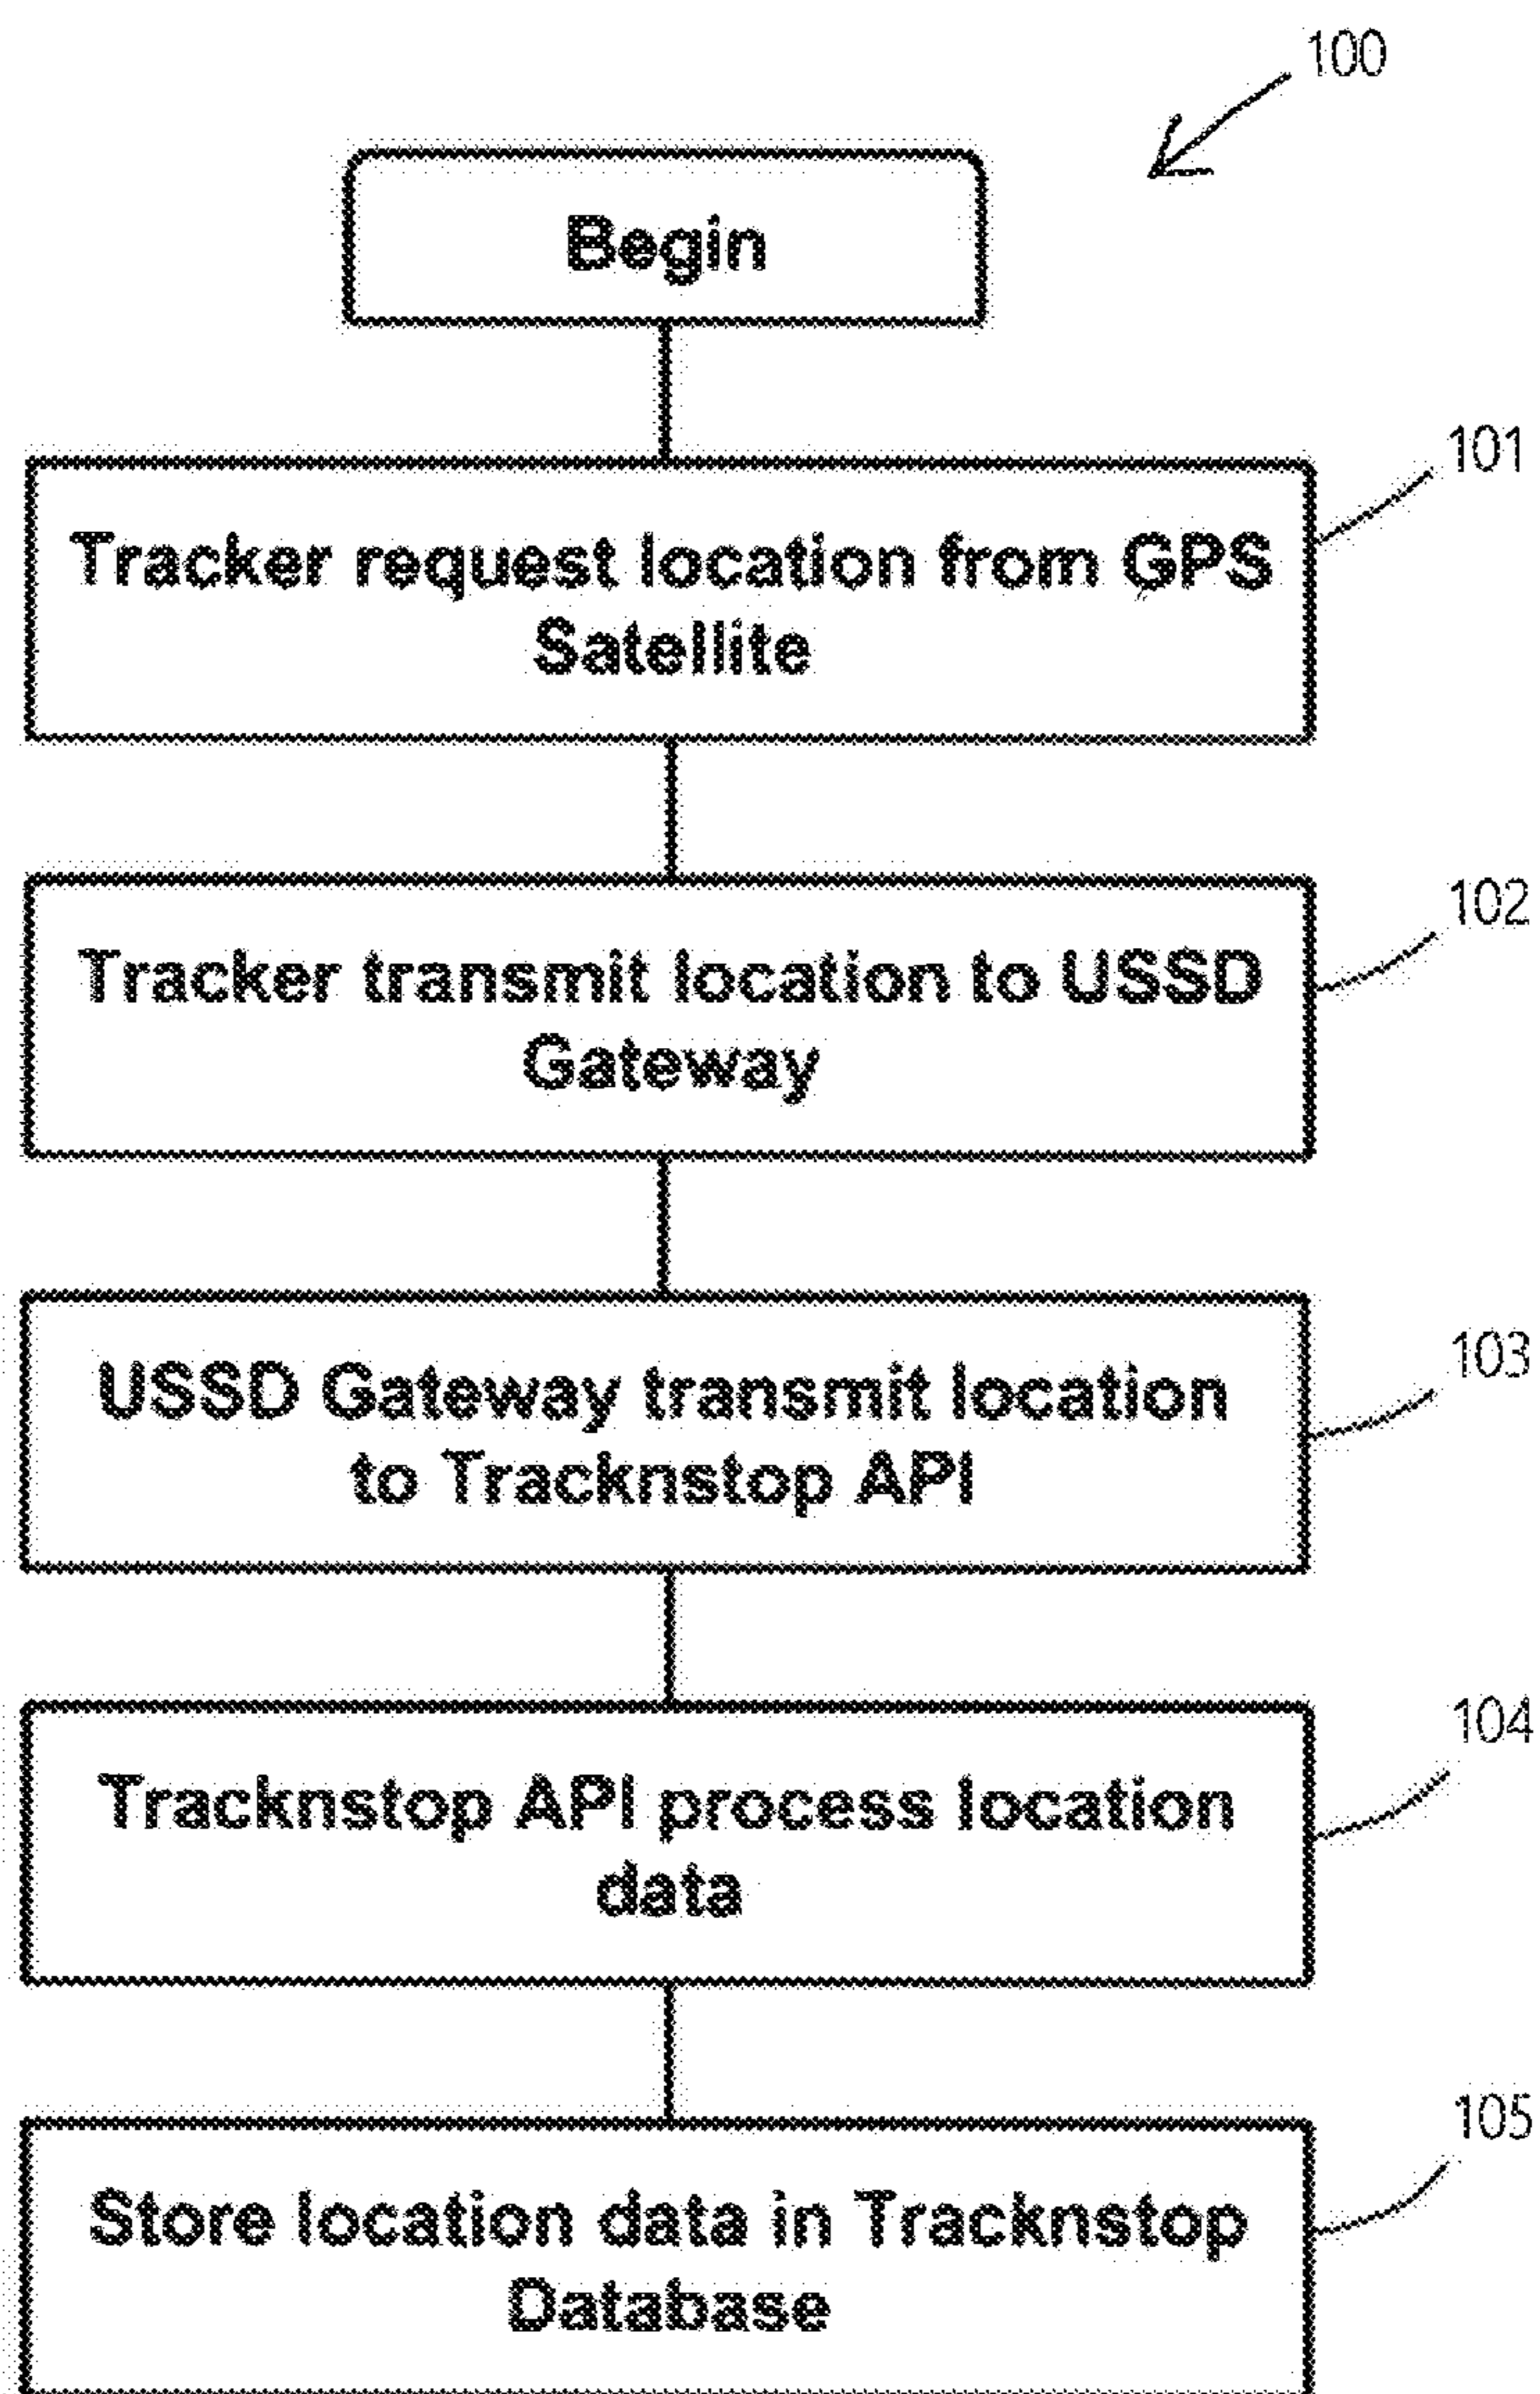 100
Begin
101
Tracker request location from GPS
Satellite
102
Tracker transmit location to USSD
Gateway
103
USSD Gateway transmit location
to Tracknstop API
104
Tracknstop API process location
data
105
Store location data in Tracknstop
Database